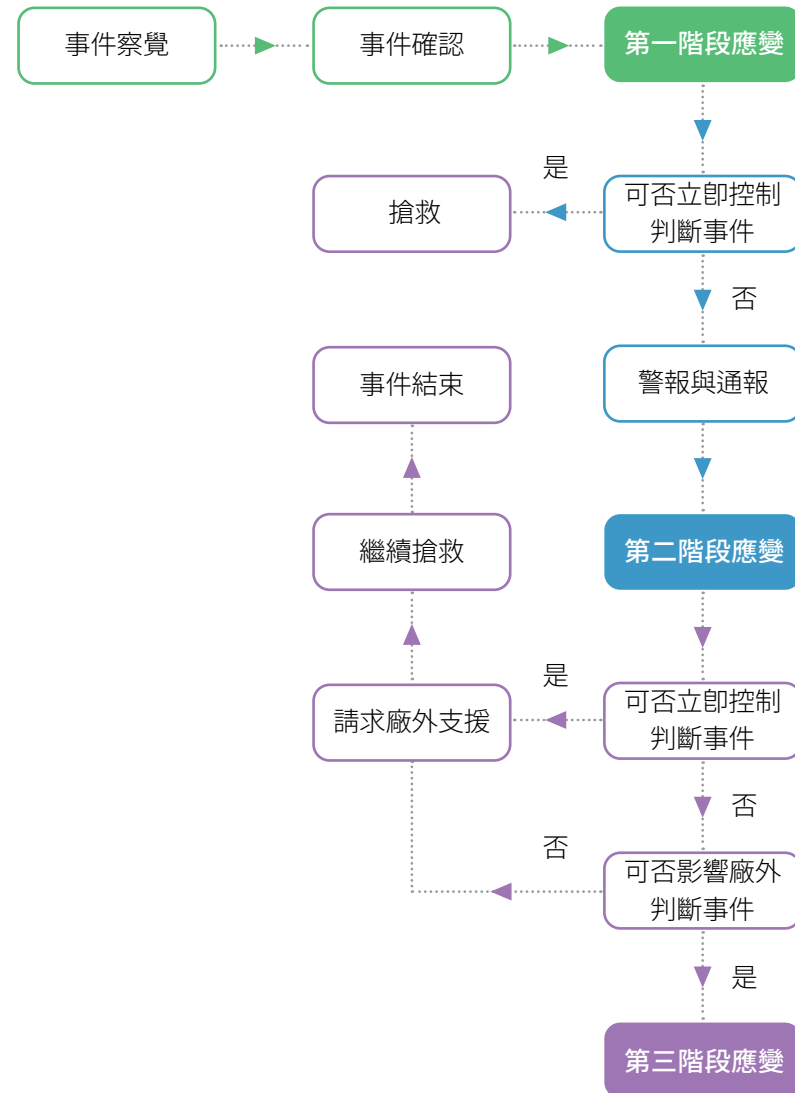 事件察覺
事件確認
第一階段應變
是
搶救
可否立即控制
判斷事件
否
事件結束
警報與通報
繼續搶救
第二階段應變
是
請求廠外支援
可否立即控制
判斷事件
否
否
可否影響廠外
判斷事件
是
第三階段應變